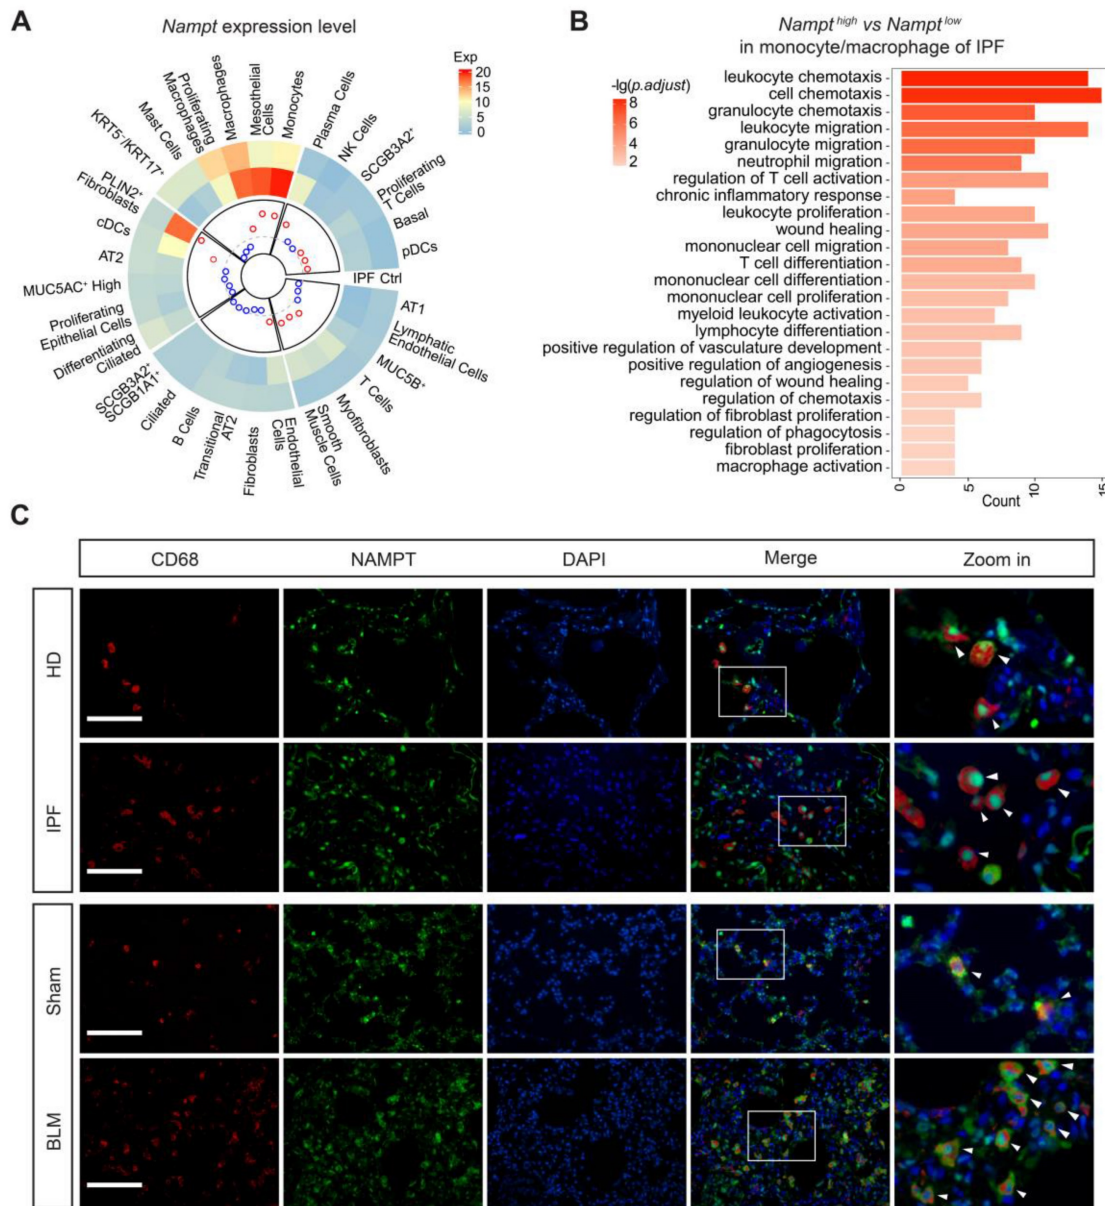 A
Nampt expression level
Exp
20
10
5
0
Plasma Cells
NK Cells
SCGB3A2⁺
Proliferating
T Cells
Basal
pDCs
IPF Ctrl
AT1
Lymphatic
Endothelial Cells
MUC5B⁺
T Cells
Myofibroblasts
Smooth
Muscle Cells
Endothelial
Cells
Fibroblasts
Transitional
AT2
B Cells
Ciliated
SCGB3A2⁺
SCGB1A1⁺
Differentiating
Ciliated
Proliferating
Epithelial Cells
MUC5AC⁺ High
AT2
cDCs
PLIN2⁺
Fibroblasts
KRT5⁻/KRT17⁺
Mast Cells
Proliferating
Macrophages
Macrophages
Mesothelial
Cells
Monocytes
B
Nampt ʰⁱᵍʰ vs Nampt ˡᵒʷ
in monocyte/macrophage of IPF
-lg(p.adjust)
8
6
4
2
leukocyte chemotaxis
cell chemotaxis
granulocyte chemotaxis
leukocyte migration
granulocyte migration
neutrophil migration
regulation of T cell activation
chronic inflammatory response
leukocyte proliferation
wound healing
mononuclear cell migration
T cell differentiation
mononuclear cell differentiation
mononuclear cell proliferation
myeloid leukocyte activation
lymphocyte differentiation
positive regulation of vasculature development
positive regulation of angiogenesis
regulation of wound healing
regulation of chemotaxis
regulation of fibroblast proliferation
regulation of phagocytosis
fibroblast proliferation
macrophage activation
0 5 10 15
Count
C
CD68 NAMPT DAPI Merge Zoom in
HD
IPF
Sham
BLM